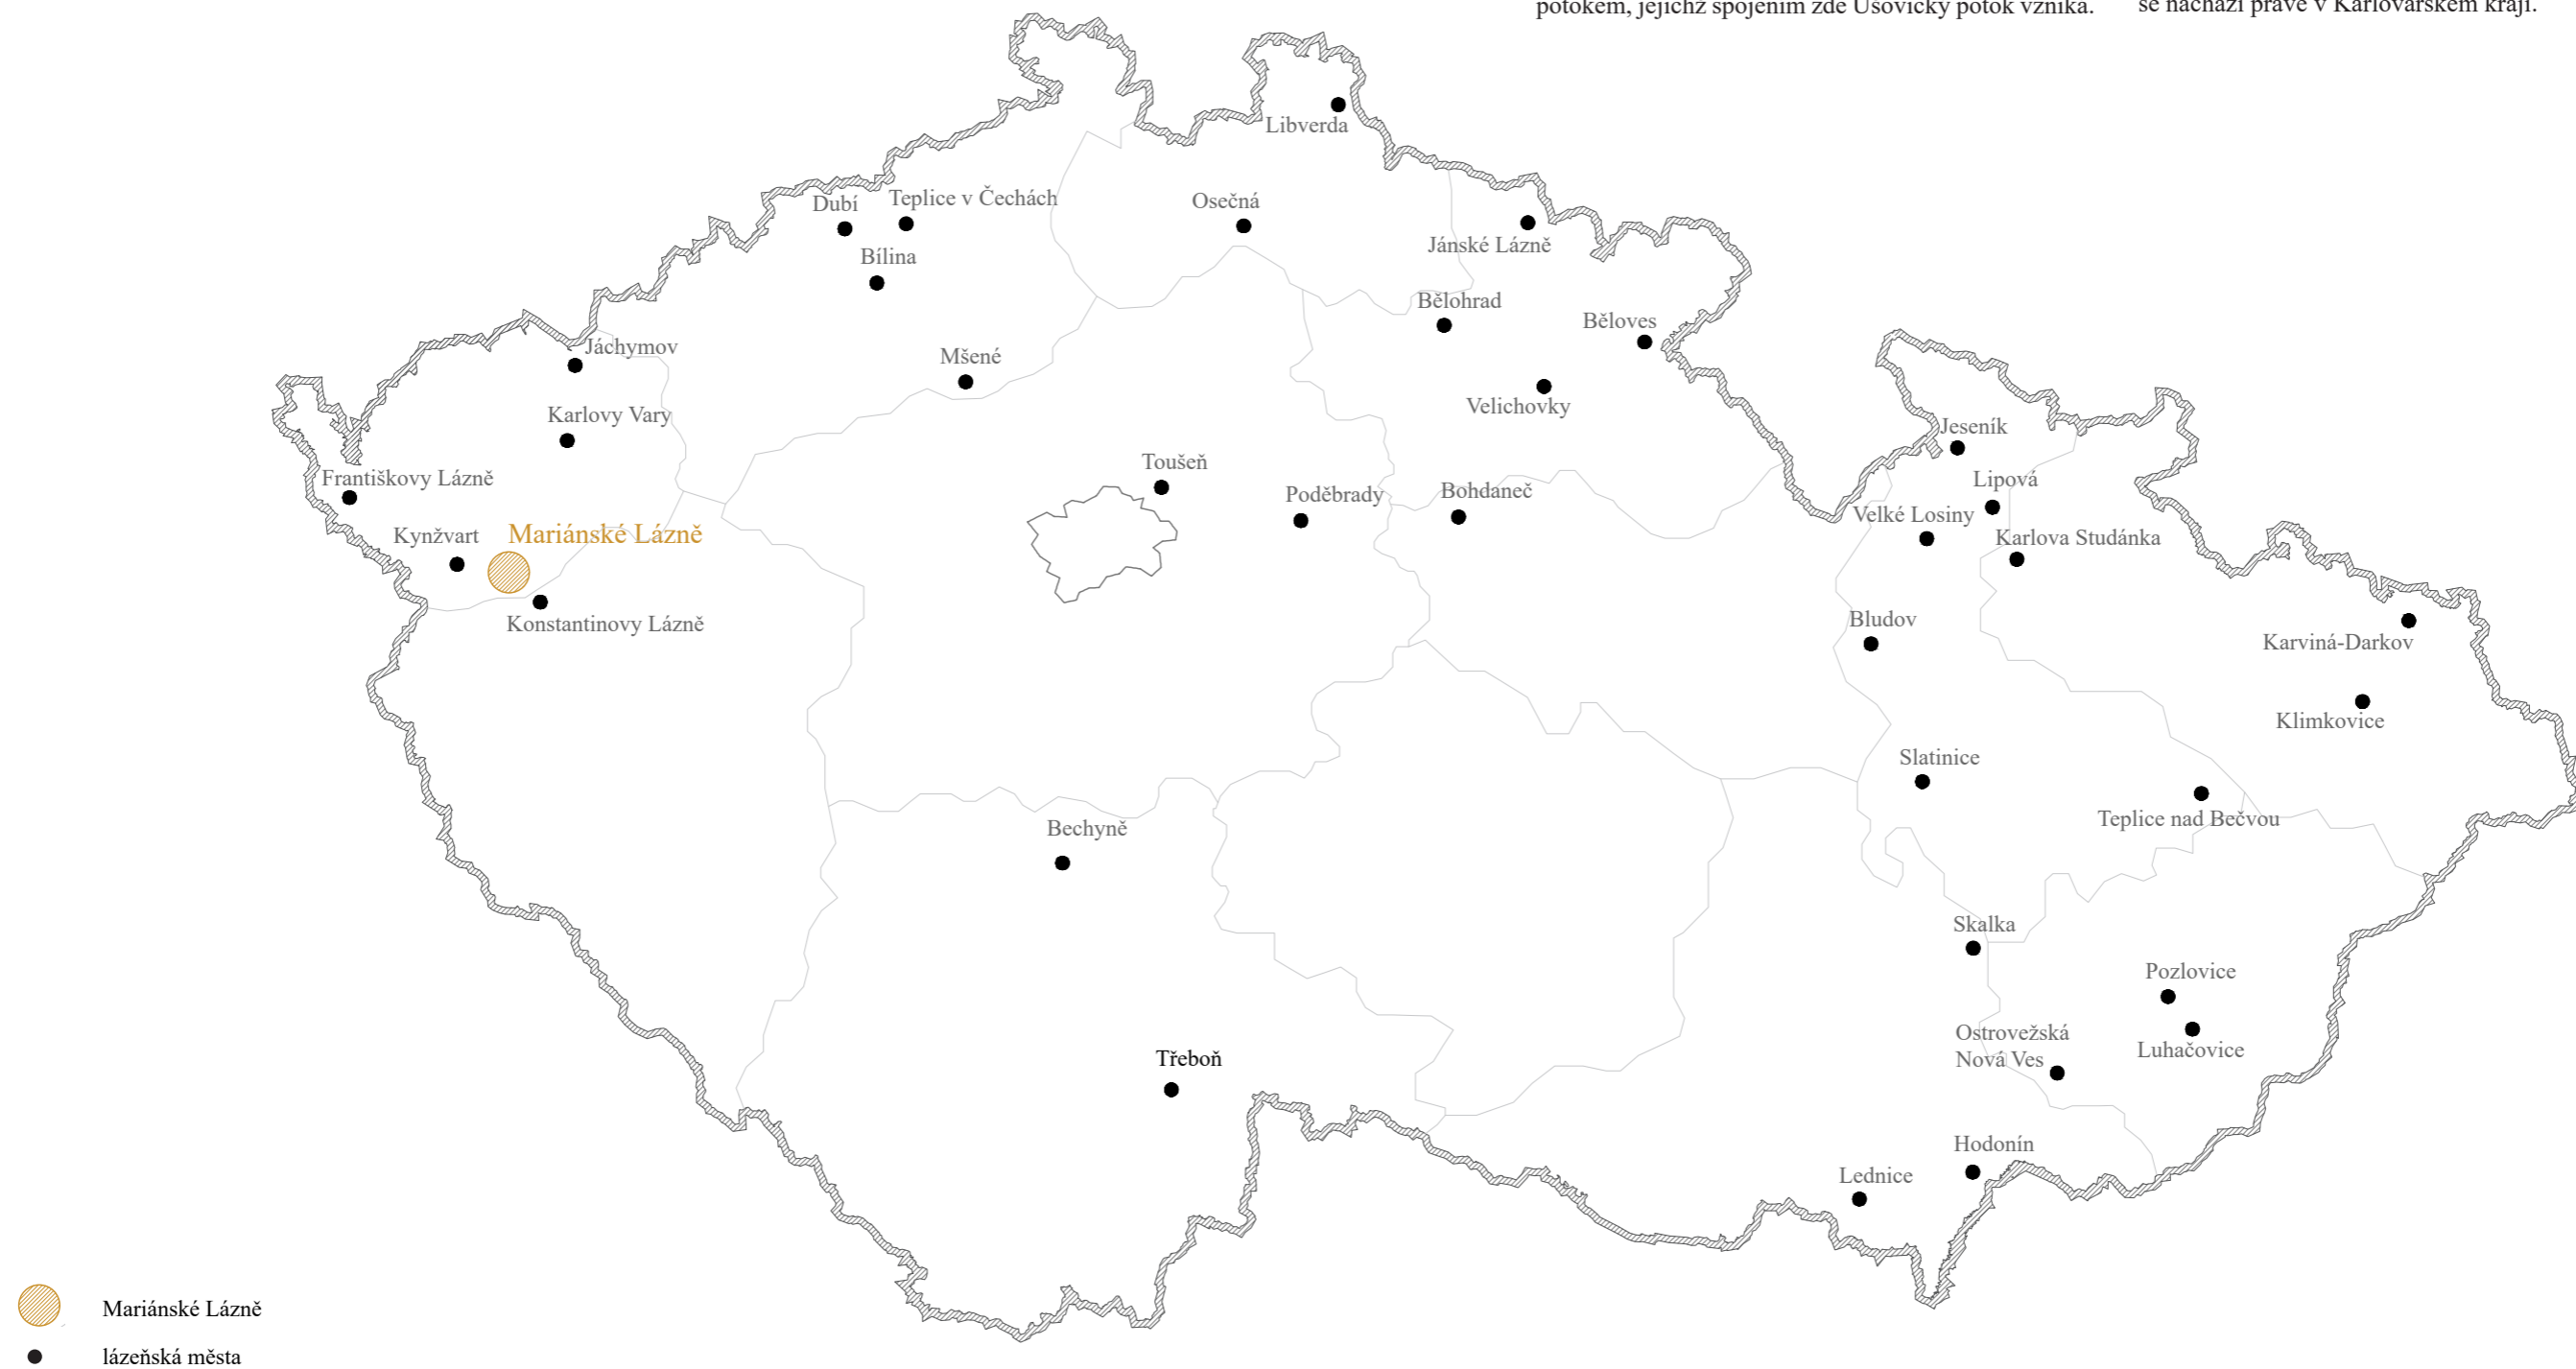 potokem, jejichž spojením zde Úšovický potok vzniká.
se nachází právě v Karlovarském kraji.
Libverda
Dubí
Teplice v Čechách
Osečná
Jánské Lázně
Bílina
Bělohrad
Běloves
Jáchymov
Mšené
Velichovky
Karlovy Vary
Jeseník
Toušeň
Františkovy Lázně
Poděbrady
Bohdaneč
Lipová
Velké Losiny
Kynžvart
Mariánské Lázně
Karlova Studánka
Konstantinovy Lázně
Bludov
Karviná-Darkov
Klimkovice
Slatinice
Teplice nad Bečvou
Bechyně
Skalka
Pozlovice
Ostrovežská
Nová Ves
Luhačovice
Třeboň
Hodonín
Lednice
Mariánské Lázně
lázeňská města